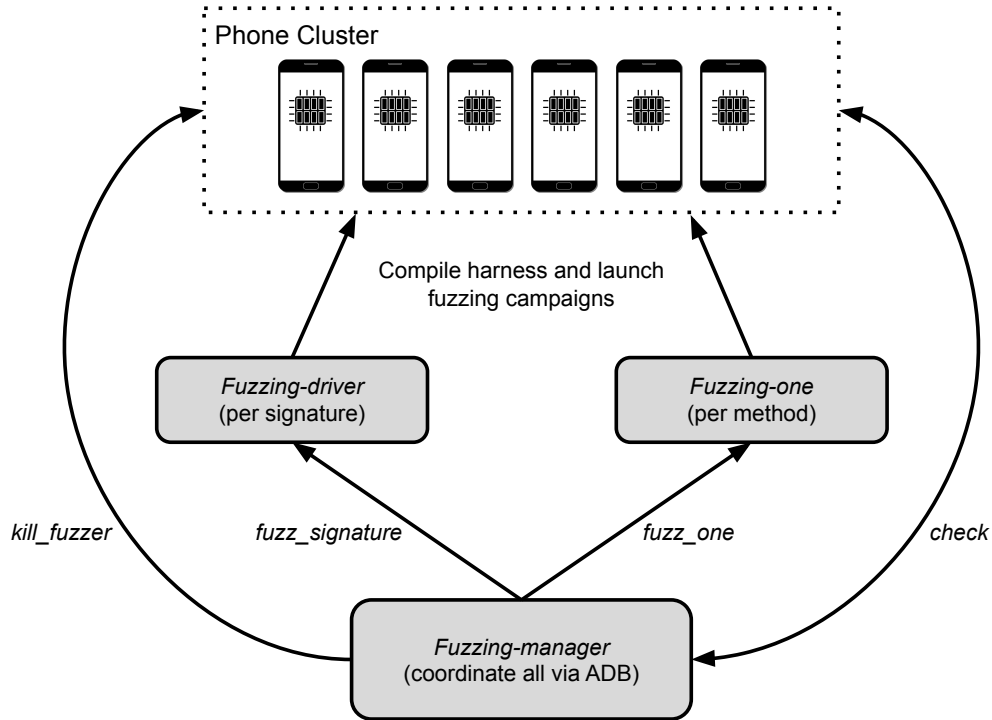 Phone Cluster
Compile harness and launch
fuzzing campaigns
Fuzzing-driver
(per signature)
Fuzzing-one
(per method)
kill_fuzzer
fuzz_signature
fuzz_one
check
Fuzzing-manager
(coordinate all via ADB)